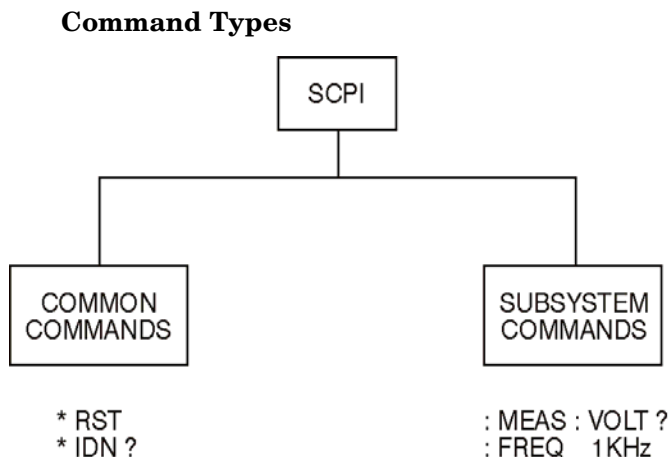 Command Types
SCPI
COMMON
COMMANDS
SUBSYSTEM
COMMANDS
* RST
* IDN ?
: MEAS : VOLT ?
: FREQ 1KHz